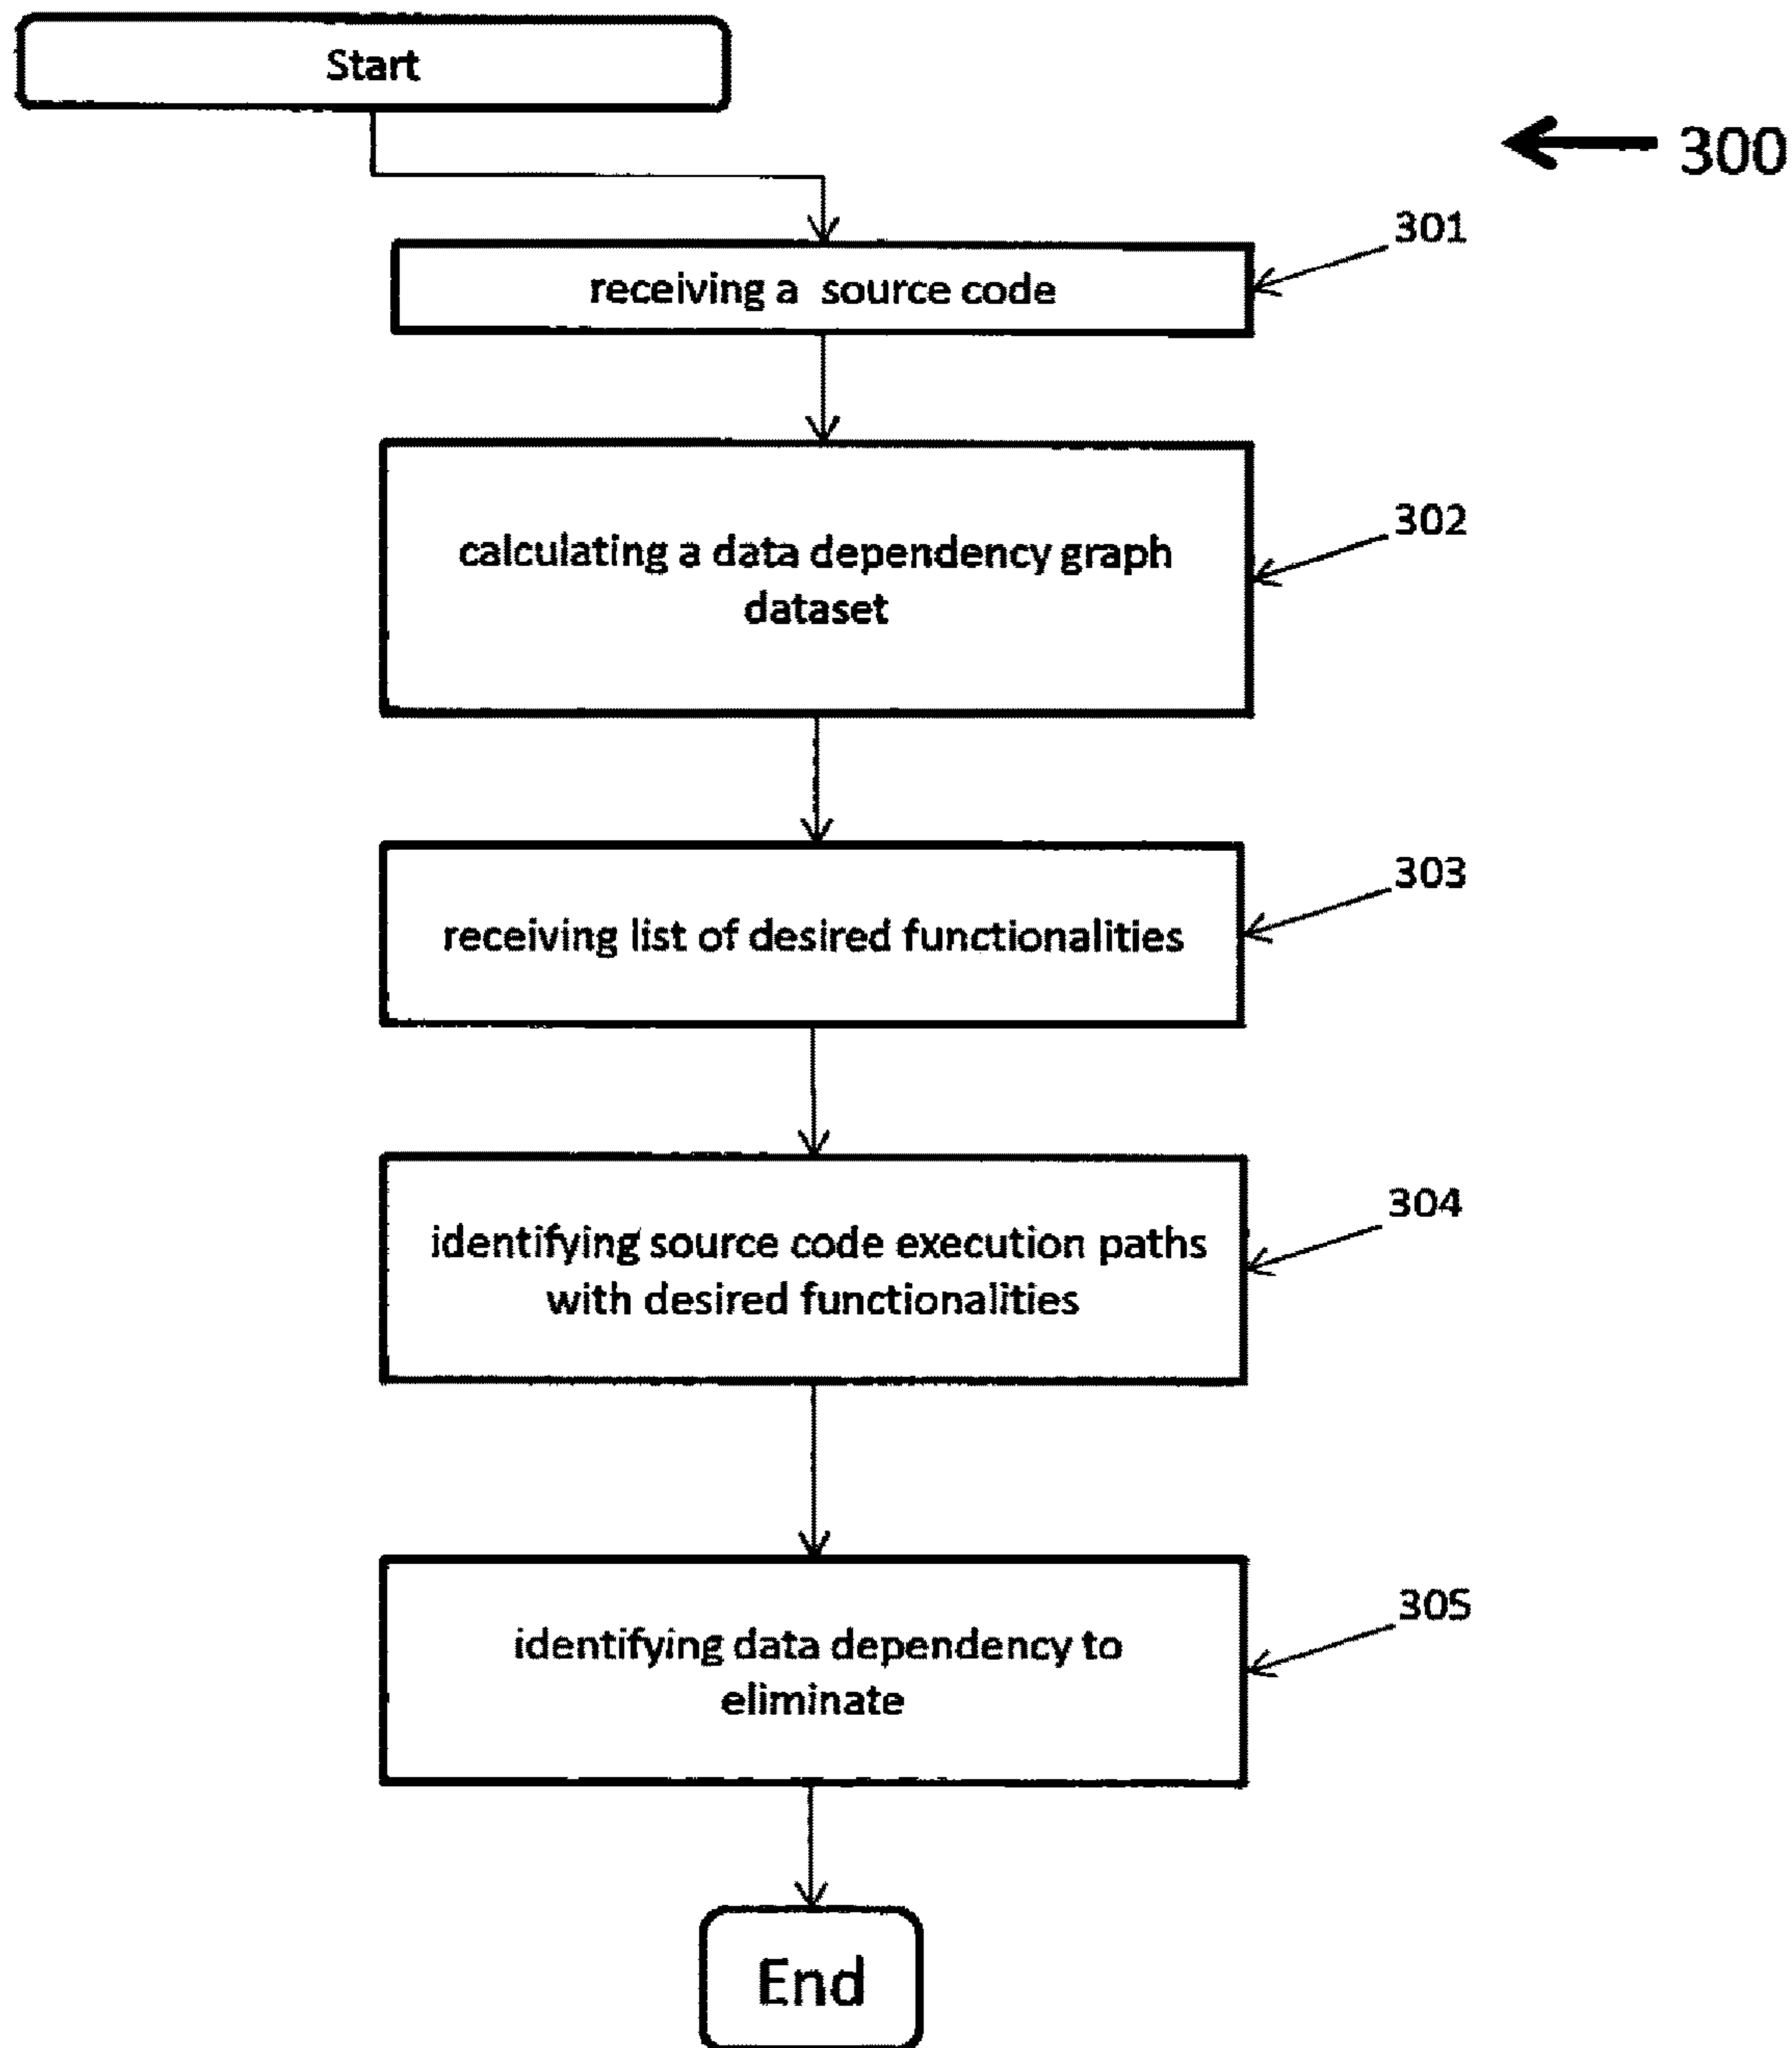 Start
300
301
receiving a source code
302
calculating a data dependency graph
dataset
303
receiving list of desired functionalities
304
identifying source code execution paths
with desired functionalities
305
identifying data dependency to
eliminate
End